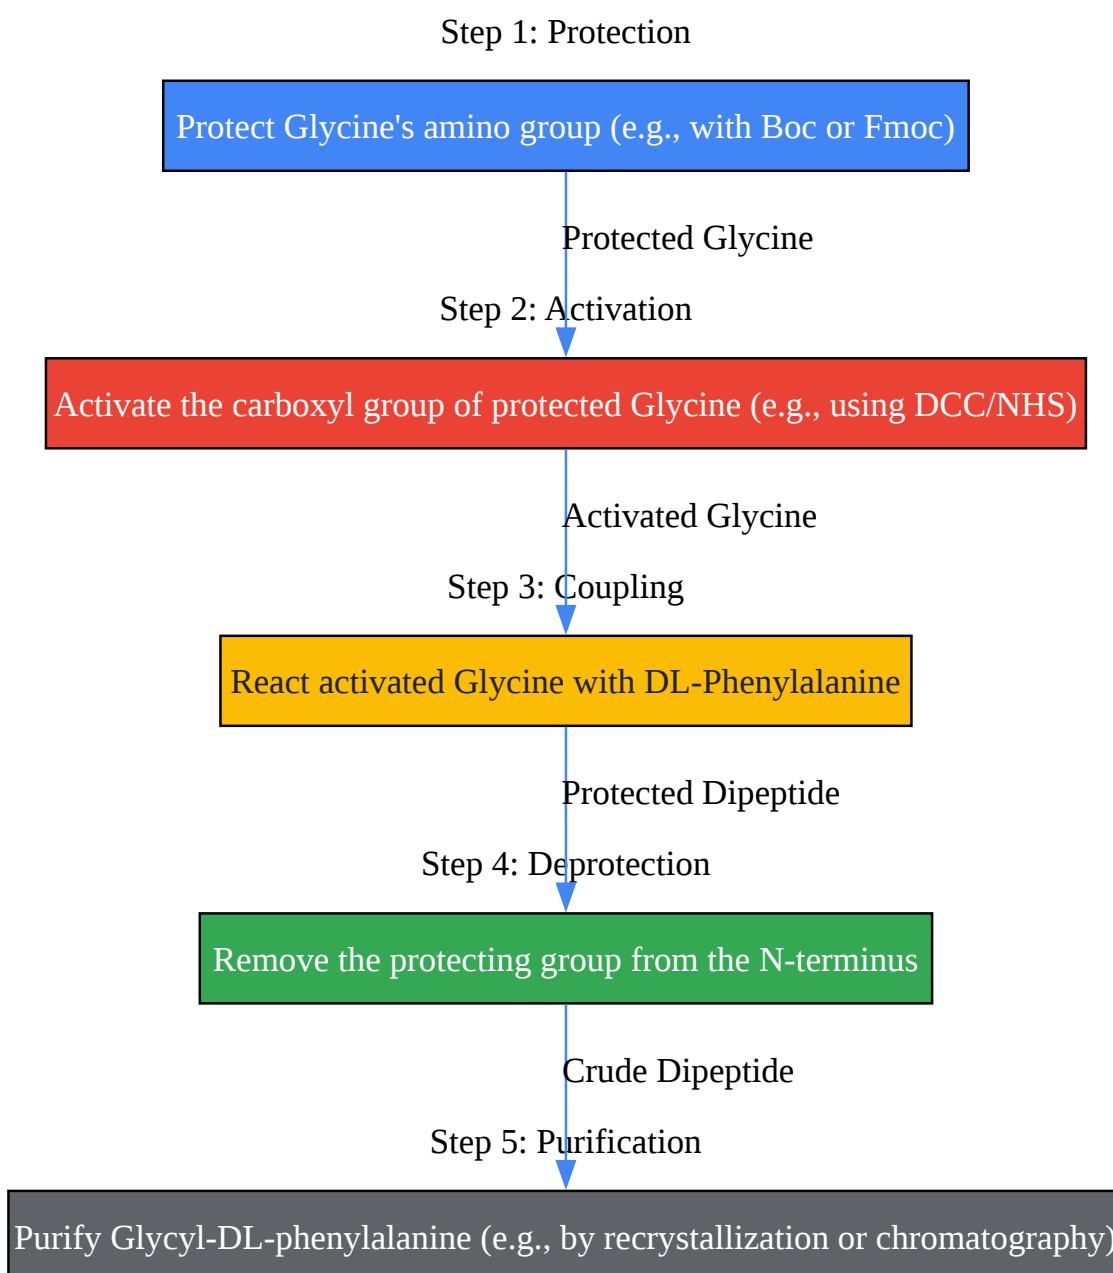 Step 1: Protection
Protect Glycine's amino group (e.g., with Boc or Fmoc)
Protected Glycine
Step 2: Activation
Activate the carboxyl group of protected Glycine (e.g., using DCC/NHS)
Activated Glycine
Step 3: Coupling
React activated Glycine with DL-Phenylalanine
Protected Dipeptide
Step 4: Deprotection
Remove the protecting group from the N-terminus
Crude Dipeptide
Step 5: Purification
Purify Glycyl-DL-phenylalanine (e.g., by recrystallization or chromatography)